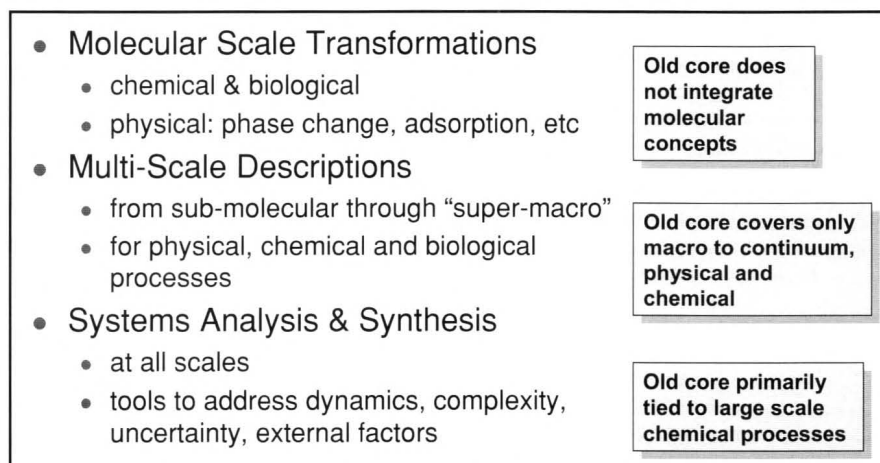 • Molecular Scale Transformations
• chemical & biological
• physical: phase change, adsorption, etc
Old core does
not integrate
molecular
concepts
• Multi-Scale Descriptions
• from sub-molecular through “super-macro”
• for physical, chemical and biological
processes
Old core covers only
macro to continuum,
physical and
chemical
• Systems Analysis & Synthesis
• at all scales
• tools to address dynamics, complexity,
uncertainty, external factors
Old core primarily
tied to large scale
chemical processes